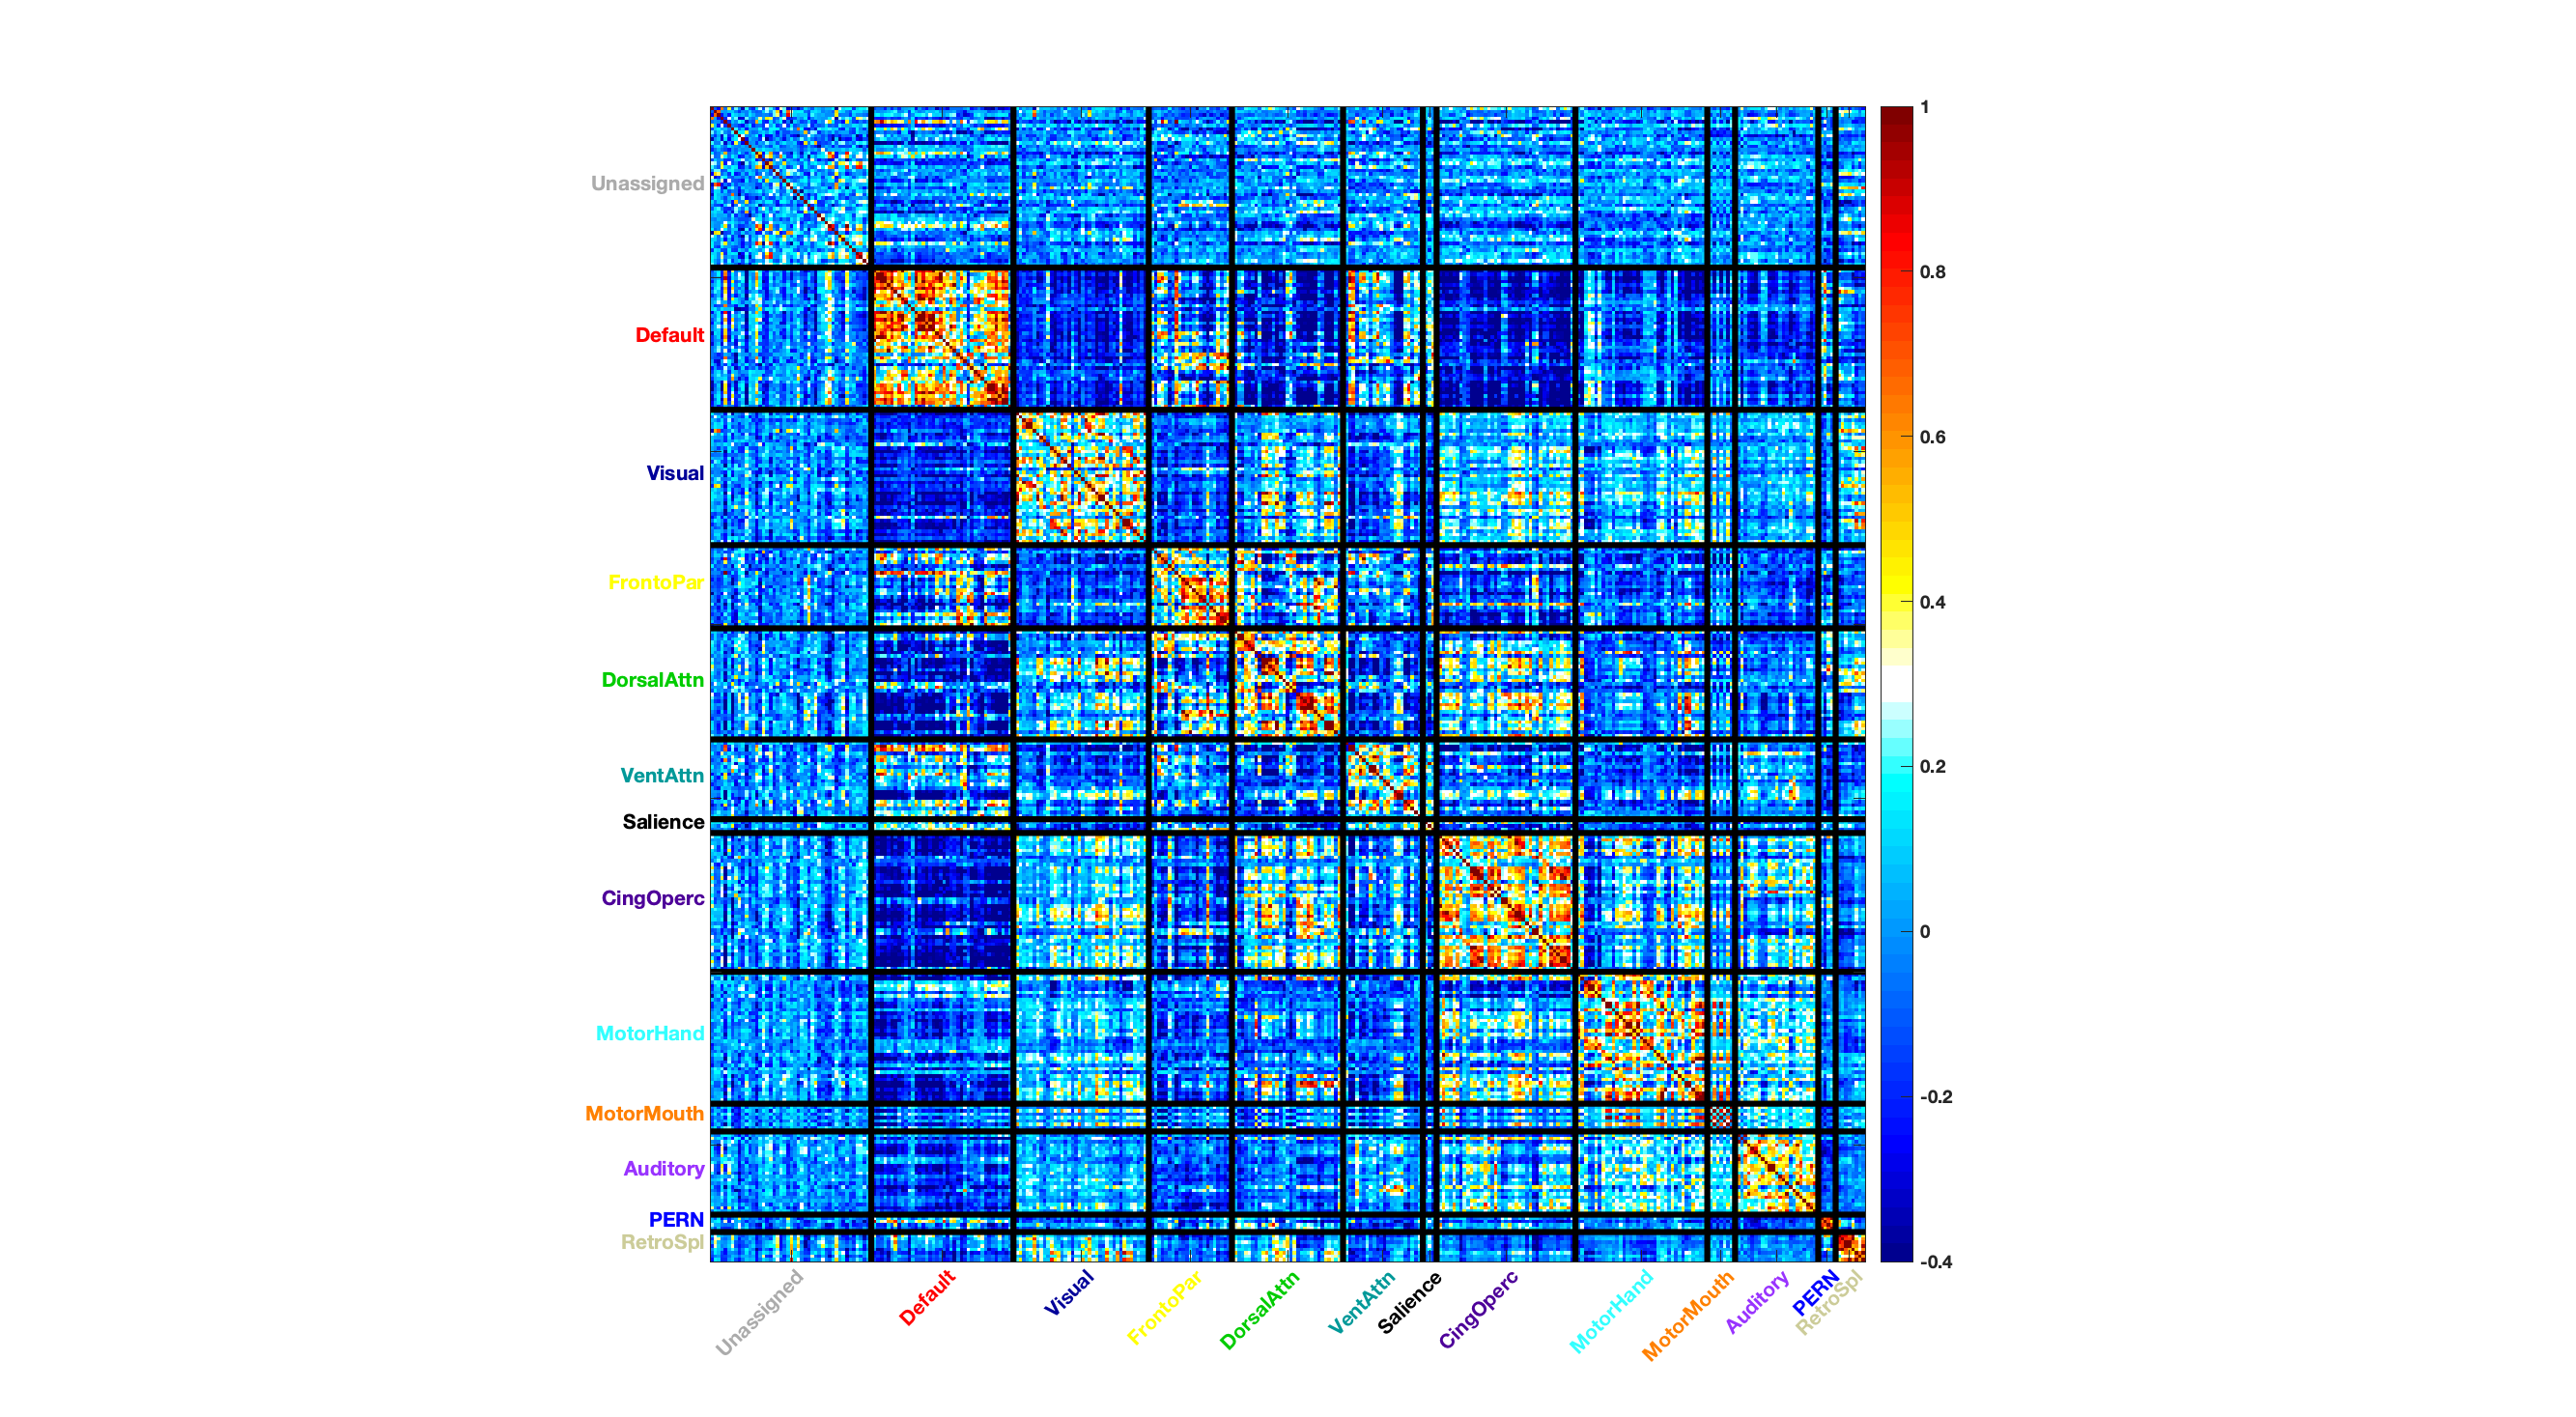 Unassigned
Default
Visual
FrontoPar
DorsalAttn
VentAttn
Salience
CingOperc
MotorHand
MotorMouth
Auditory
PERN
RetroSpl
Unassigned
Default
Visual
FrontoPar
DorsalAttn
VentAttn
Salience
CingOperc
MotorHand
MotorMouth
Auditory
PERN
RetroSpl
1
0.8
0.6
0.4
0.2
0
-0.2
-0.4